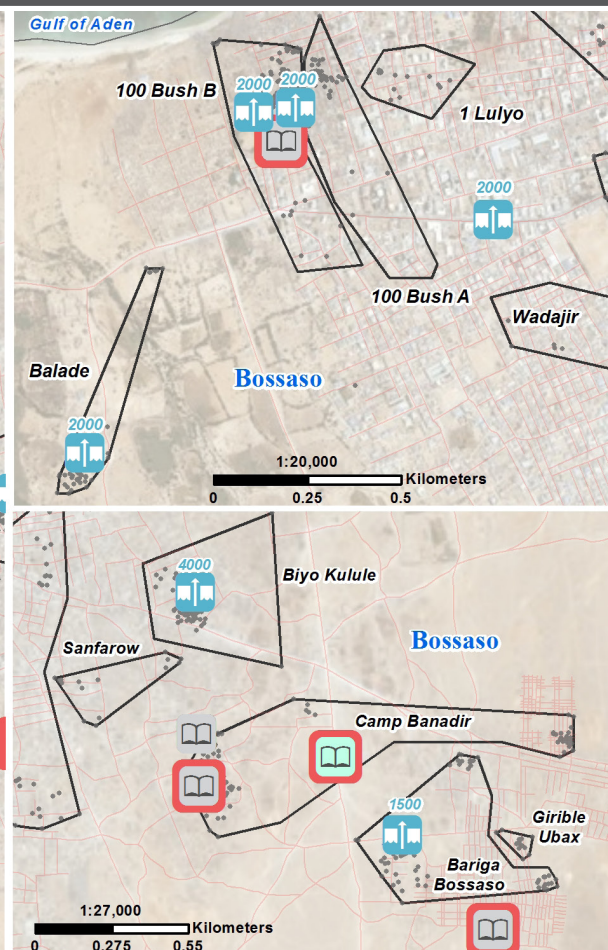 Gulf of Aden
100 Bush B
2000
2000
1 Lulyo
2000
100 Bush A
Wadajir
Balade
Bossaso
2000
1:20,000
Kilometers
0 0.25 0.5
4000
Biyo Kulule
Sanfarow
Bossaso
Camp Banadir
1500
Girible
Ubax
Bariga
Bossaso
1:27,000
Kilometers
0 0.275 0.55